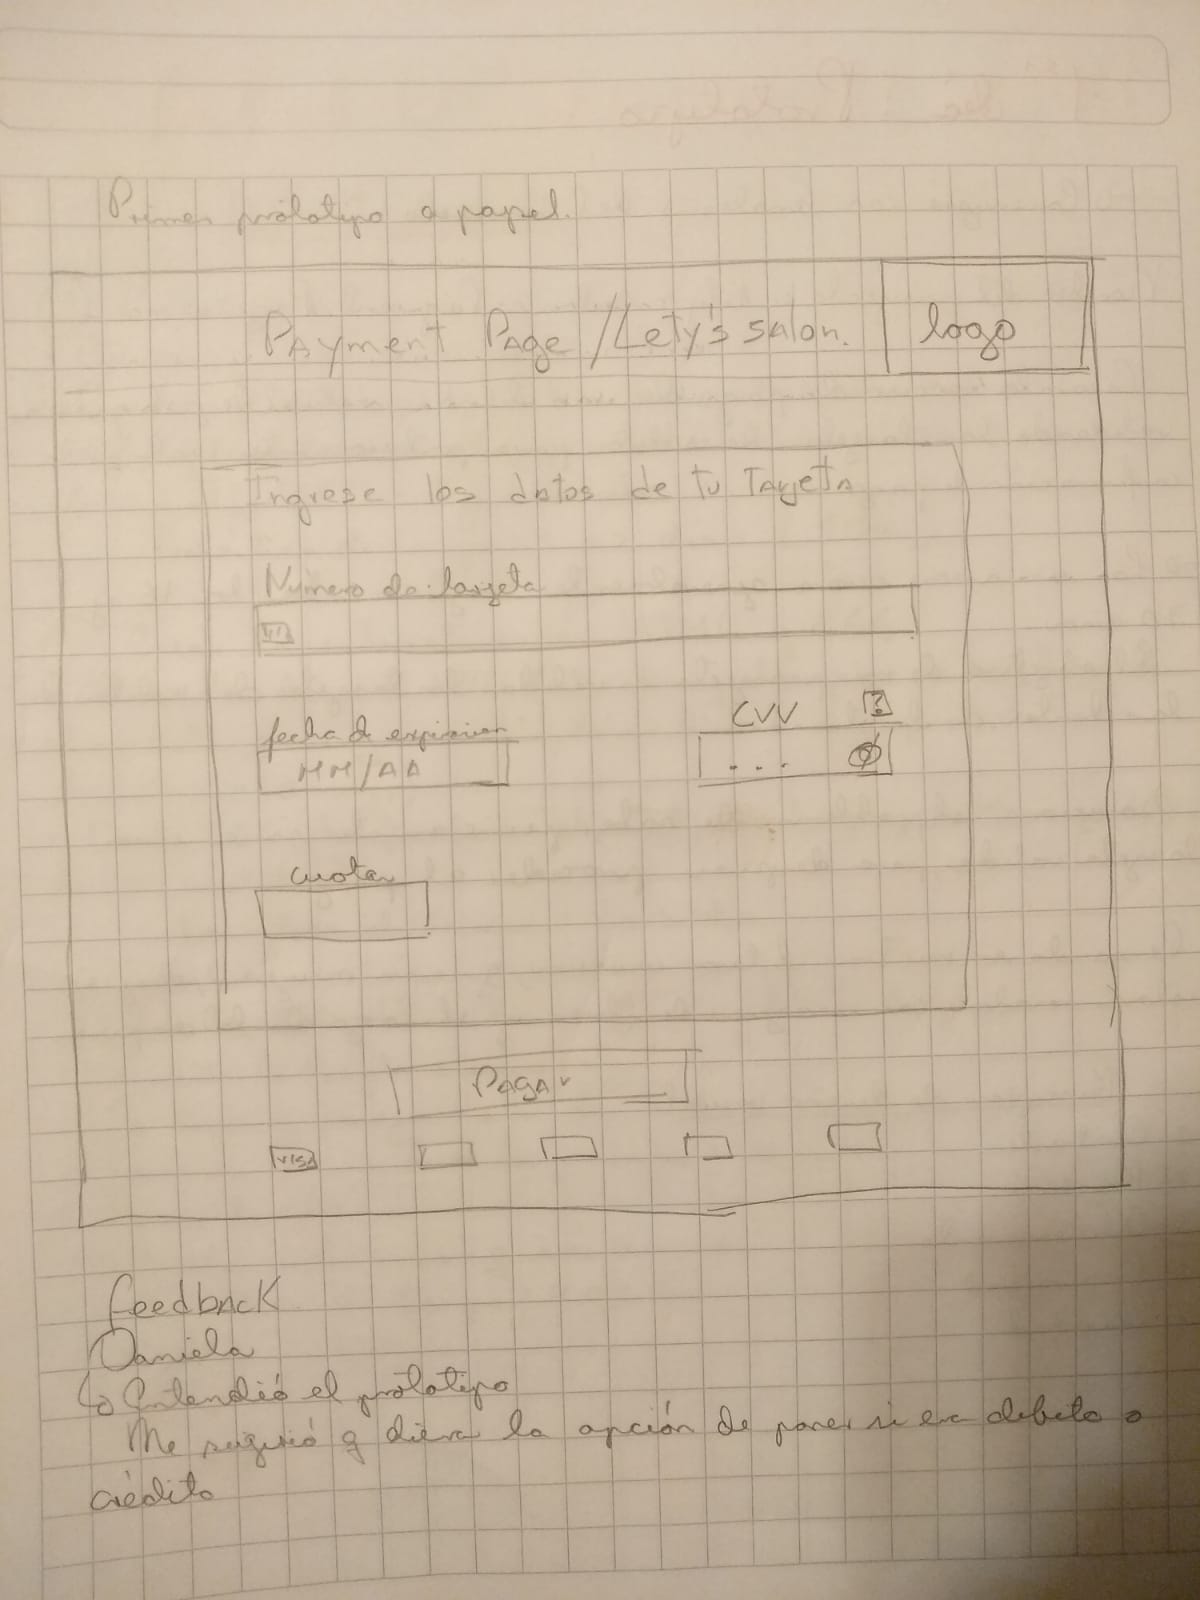 Primer prototipo a papel.
Payment Page / Lety's salon.
logo
Ingrese los datos de tu Tarjeta
Número de tarjeta
fecha de expiración
MM/AA
CVV
?
...
cuotas
Pagar
VISA
Feedback
Daniela
Entendió el prototipo
Me sugirió q diera la opción de poner si era debito o
crédito